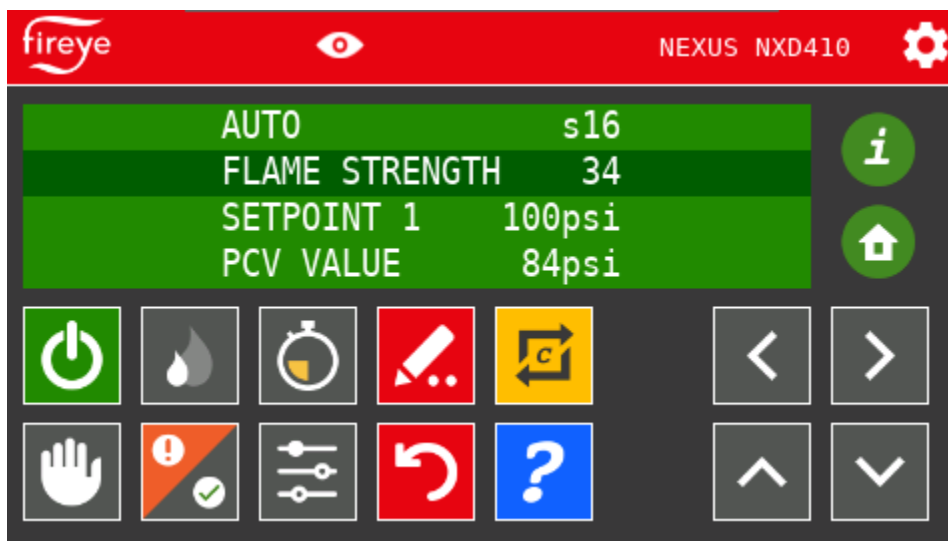 fireye
NEXUS NXD410
AUTO s16
FLAME STRENGTH 34
SETPOINT 1 100psi
PCV VALUE 84psi
i
C
?